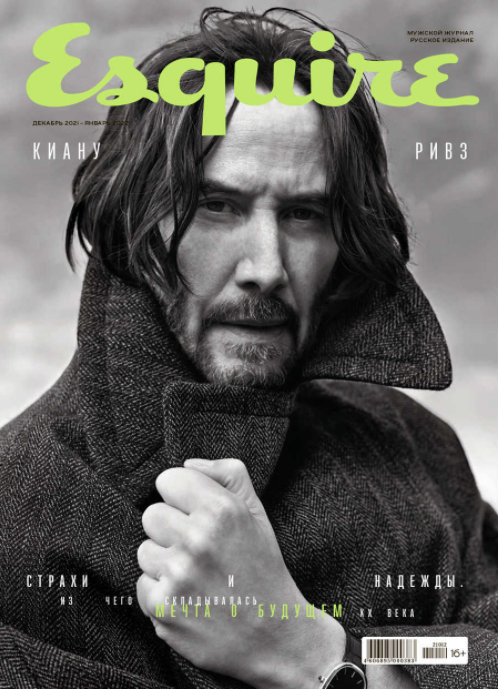 Esquire
МУЖСКОЙ ЖУРНАЛ
РУССКОЕ ИЗДАНИЕ
ДЕКАБРЬ 2021 – ЯНВАРЬ
КИАНУ РИВЗ
СТРАХИ И НАДЕЖДЫ.
ИЗ ЧЕГО СКЛАДЫВАЛАСЬ
МЕЧТА О БУДУЩЕМ XX ВЕКА
16+